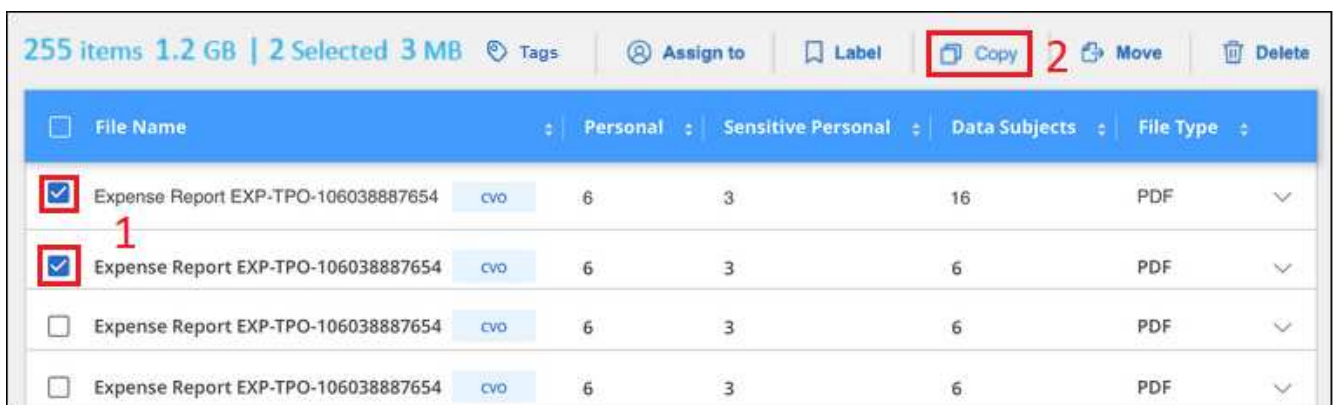 255 items 1.2 GB | 2 Selected 3 MB Tags Assign to Label Copy 2 Move Delete
File Name Personal Sensitive Personal Data Subjects File Type
Expense Report EXP-TPO-106038887654 CVO 6 3 16 PDF
1
Expense Report EXP-TPO-106038887654 CVO 6 3 6 PDF
Expense Report EXP-TPO-106038887654 CVO 6 3 6 PDF
Expense Report EXP-TPO-106038887654 CVO 6 3 6 PDF